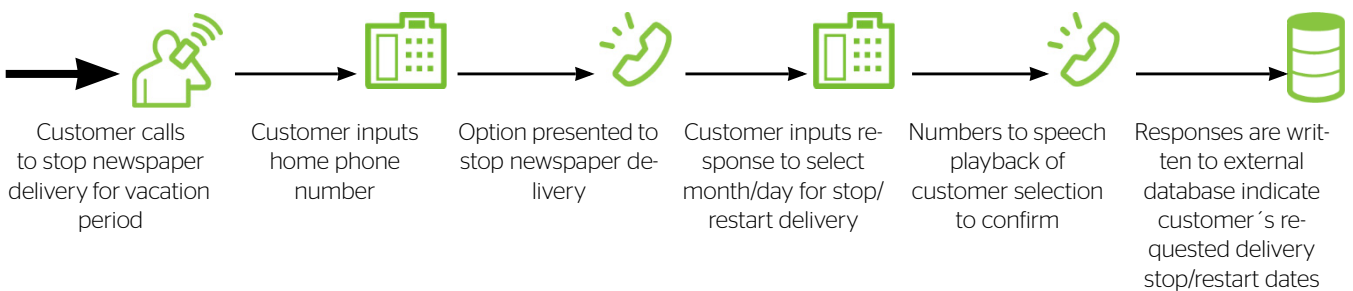 Customer calls
to stop newspaper
delivery for vacation
period
Customer inputs
home phone
number
Option presented to
stop newspaper de-
livery
Customer inputs re-
sponse to select
month/day for stop/
restart delivery
Numbers to speech
playback of
customer selection
to confirm
Responses are writ-
ten to external
database indicate
customer´s re-
quested delivery
stop/restart dates